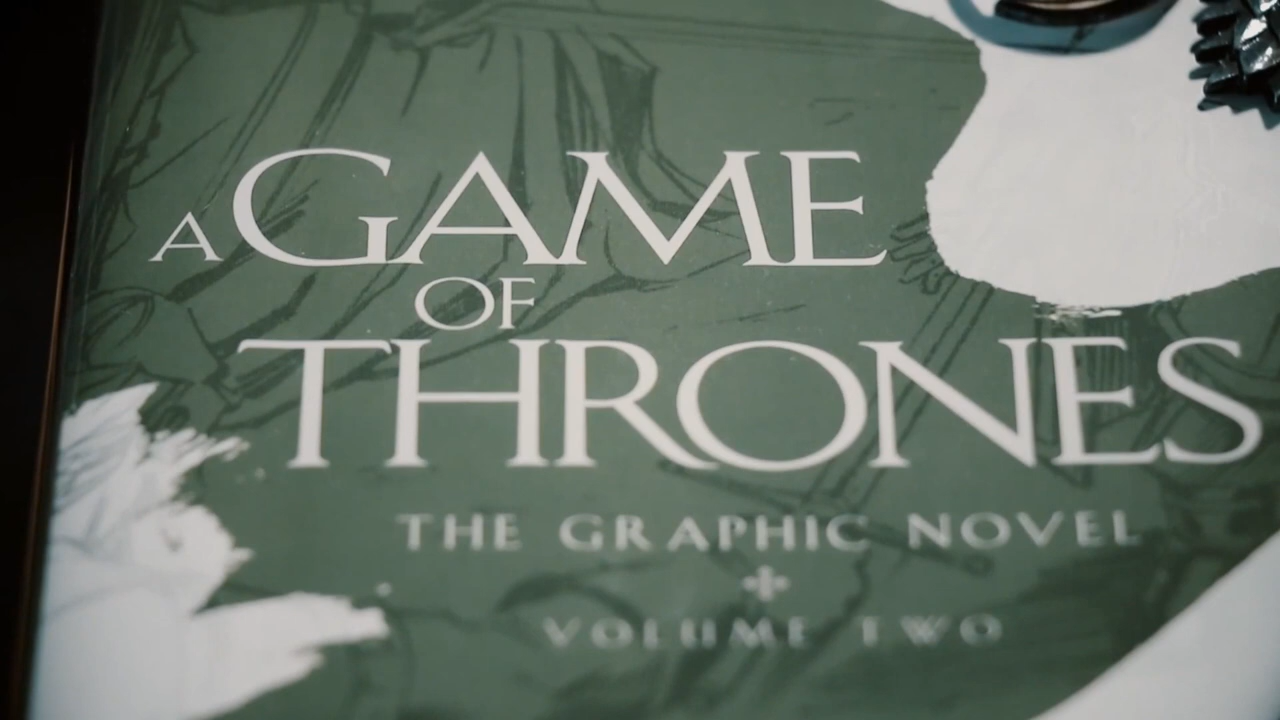 A GAME
OF
THRONES
THE GRAPHIC NOVEL
VOLUME TWO